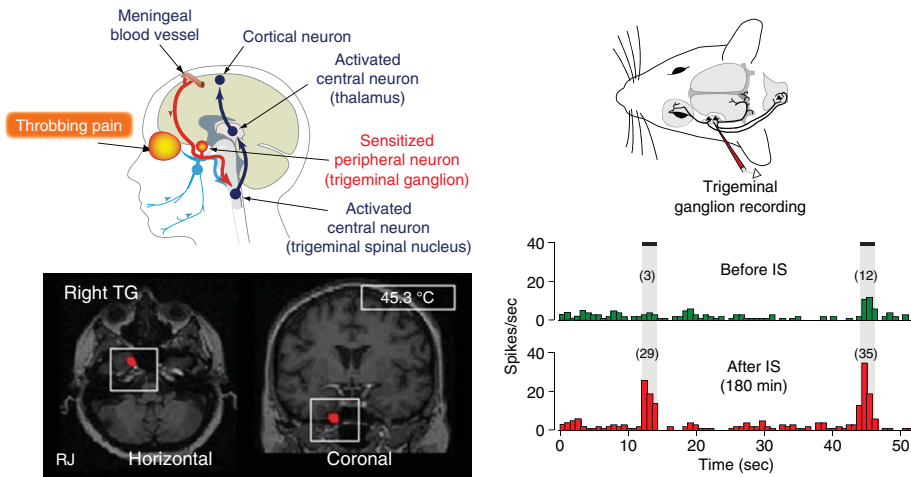 Meningeal
blood vessel
Cortical neuron
Activated
central neuron
(thalamus)
Throbbing pain
Sensitized
peripheral neuron
(trigeminal ganglion)
Activated
central neuron
(trigeminal spinal nucleus)
Trigeminal
ganglion recording
Right TG
45.3 °C
RJ
Horizontal
Coronal
Spikes/sec
40
20
0
(3)
Before IS
(12)
40
20
0
(29)
After IS
(180 min)
(35)
0
10
20
30
40
50
Time (sec)